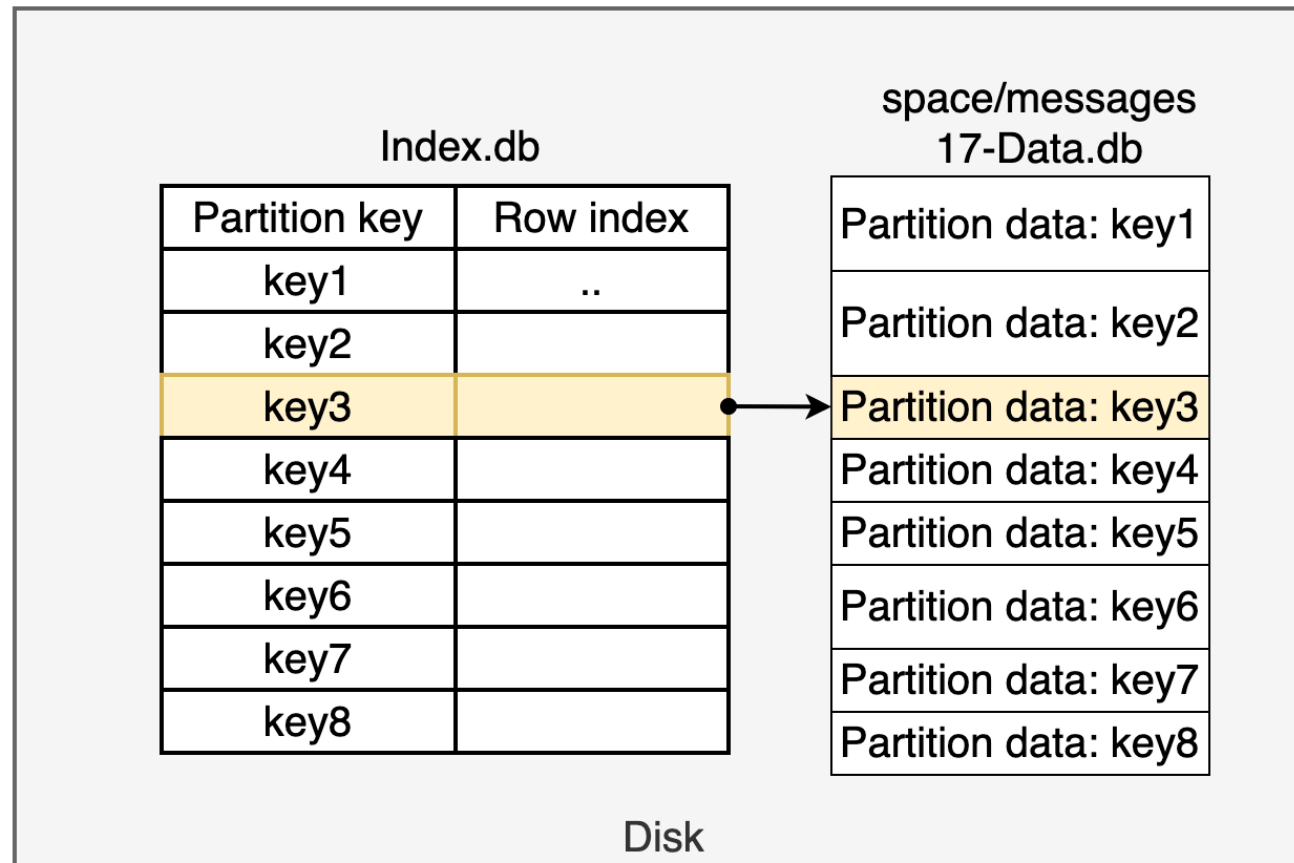 space/messages
Index.db
17-Data.db
Partition key Row index
key1 ..
key2
key3
key4
key5
key6
key7
key8
Partition data: key1
Partition data: key2
Partition data: key3
Partition data: key4
Partition data: key5
Partition data: key6
Partition data: key7
Partition data: key8
Disk